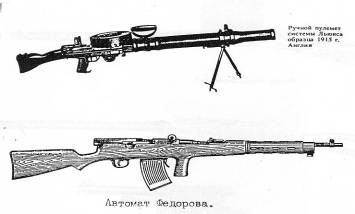 Ручной пулемет
системы Льюиса
образца 1915 г.
Англия
Автомат Федорова.